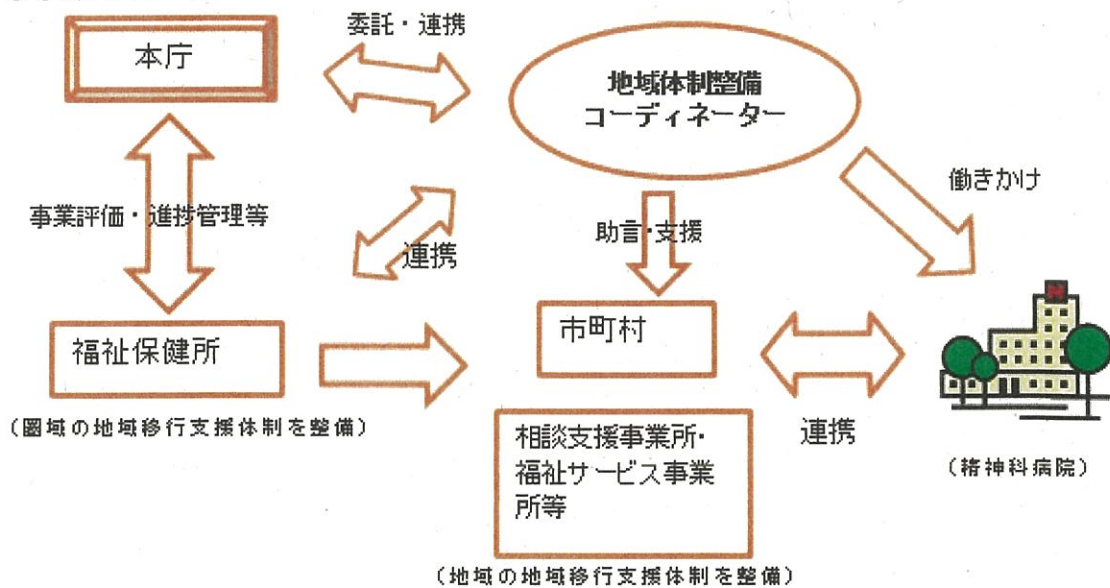 委託・連携
本庁
地域体制整備
コーディネーター
働きかけ
事業評価・進捗管理等
連携
助言・支援
市町村
福祉保健所
(圏域の地域移行支援体制を整備)
連携
相談支援事業所・
福祉サービス事業
所等
(精神科病院)
(地域の地域移行支援体制を整備)